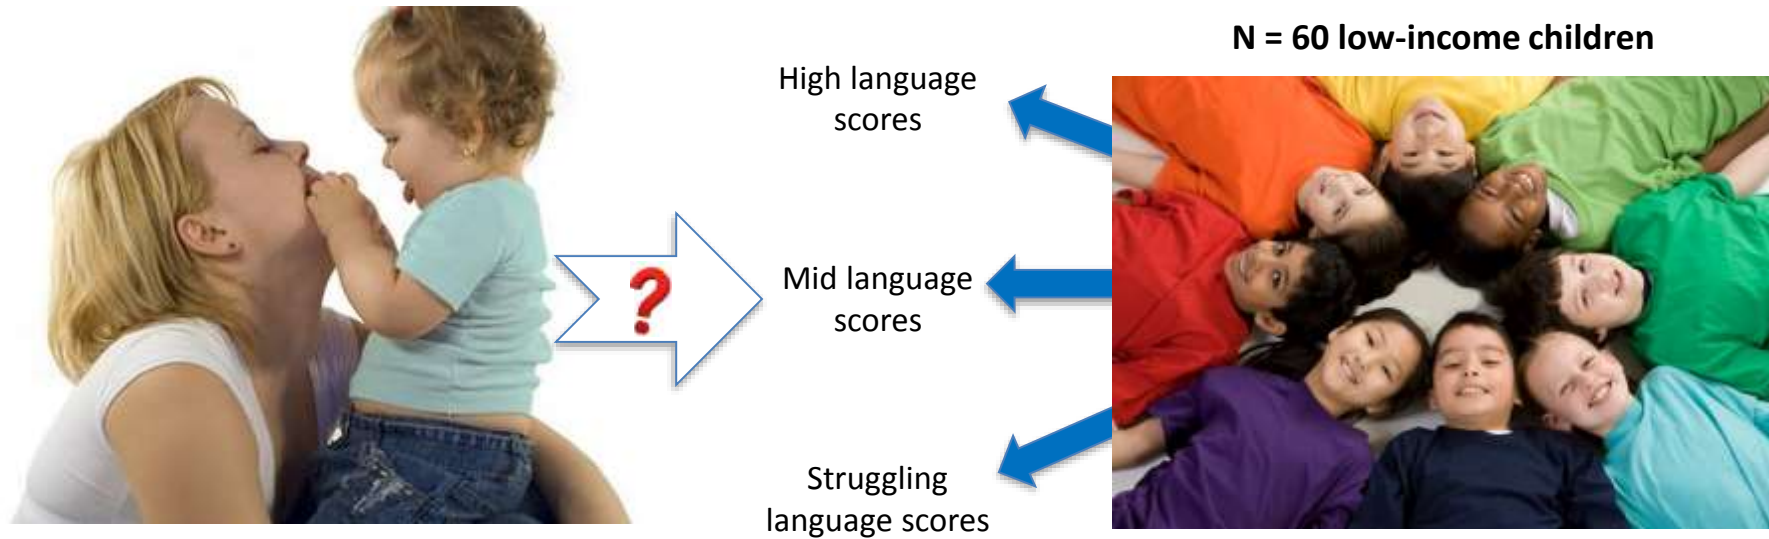 N = 60 low-income children
High language
scores
?
Mid language
scores
Struggling
language scores